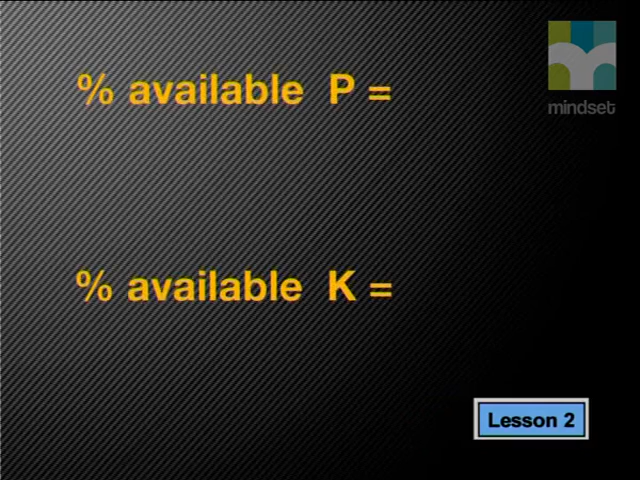 % available P =
mindset
% available K =
Lesson 2